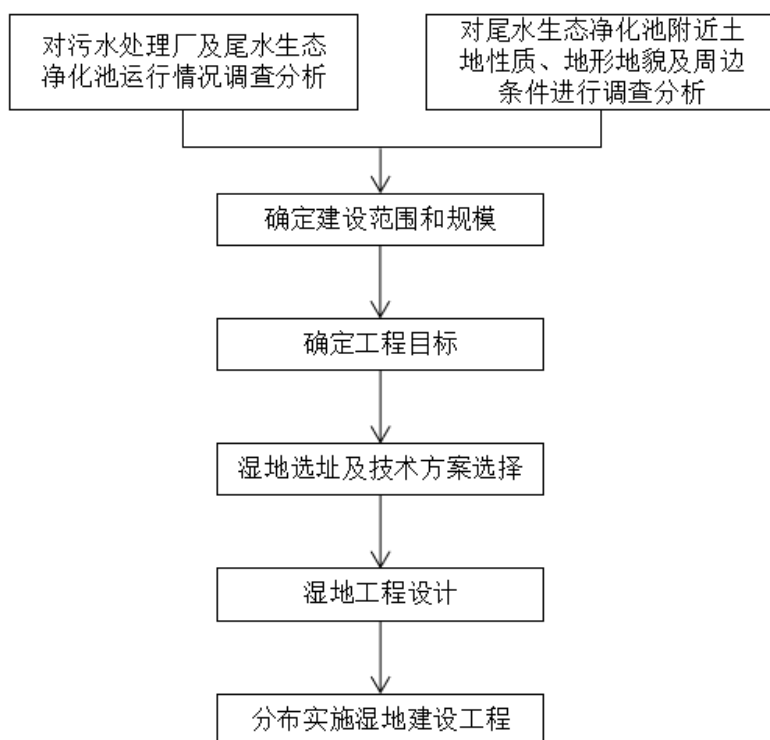 对污水处理厂及尾水生态
净化池运行情况调查分析
对尾水生态净化池附近土
地性质、地形地貌及周边
条件进行调查分析
确定建设范围和规模
确定工程目标
湿地选址及技术方案选择
湿地工程设计
分布实施湿地建设工程